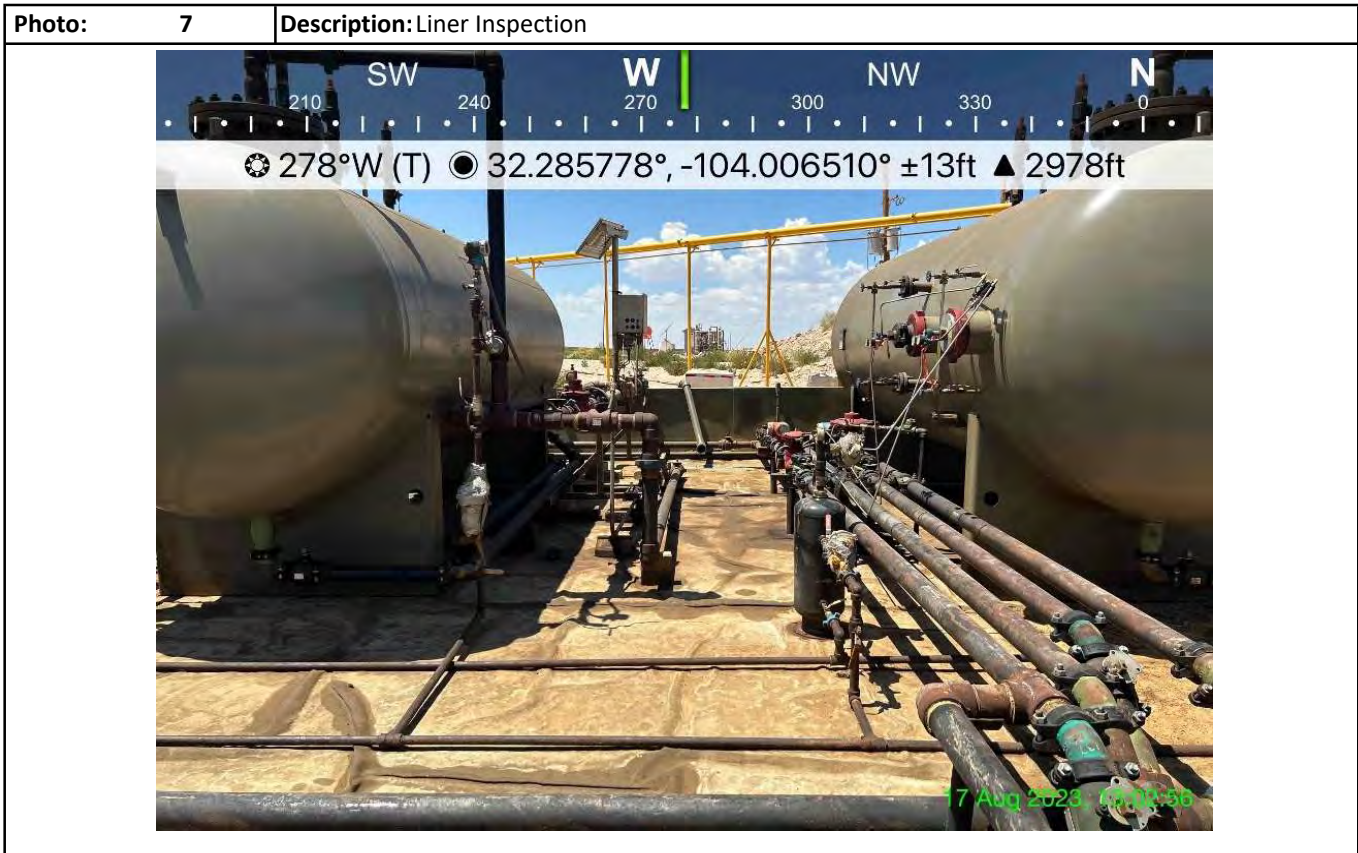 Photo: 7 Description: Liner Inspection
SW W NW N
210 240 270 300 330 0
278°W (T) 32.285778°, -104.006510° ±13ft ▲ 2978ft
17 Aug 2023,